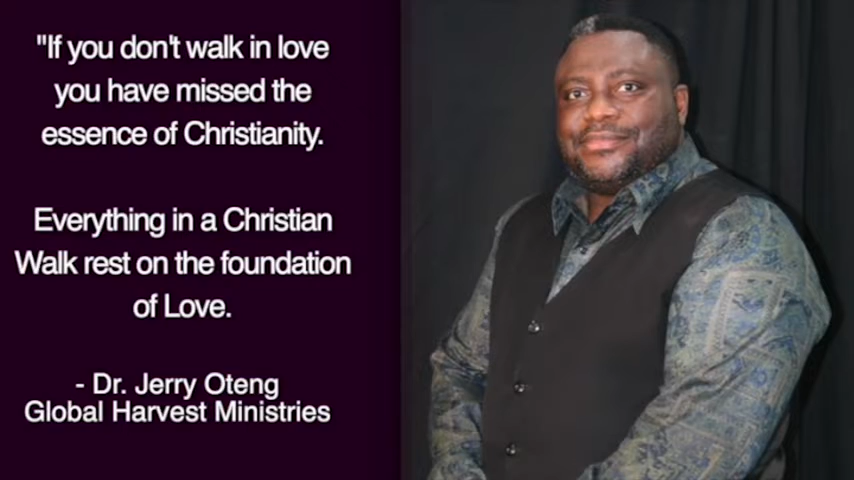 "If you don't walk in love
you have missed the
essence of Christianity.
Everything in a Christian
Walk rest on the foundation
of Love.
- Dr. Jerry Oteng
Global Harvest Ministries